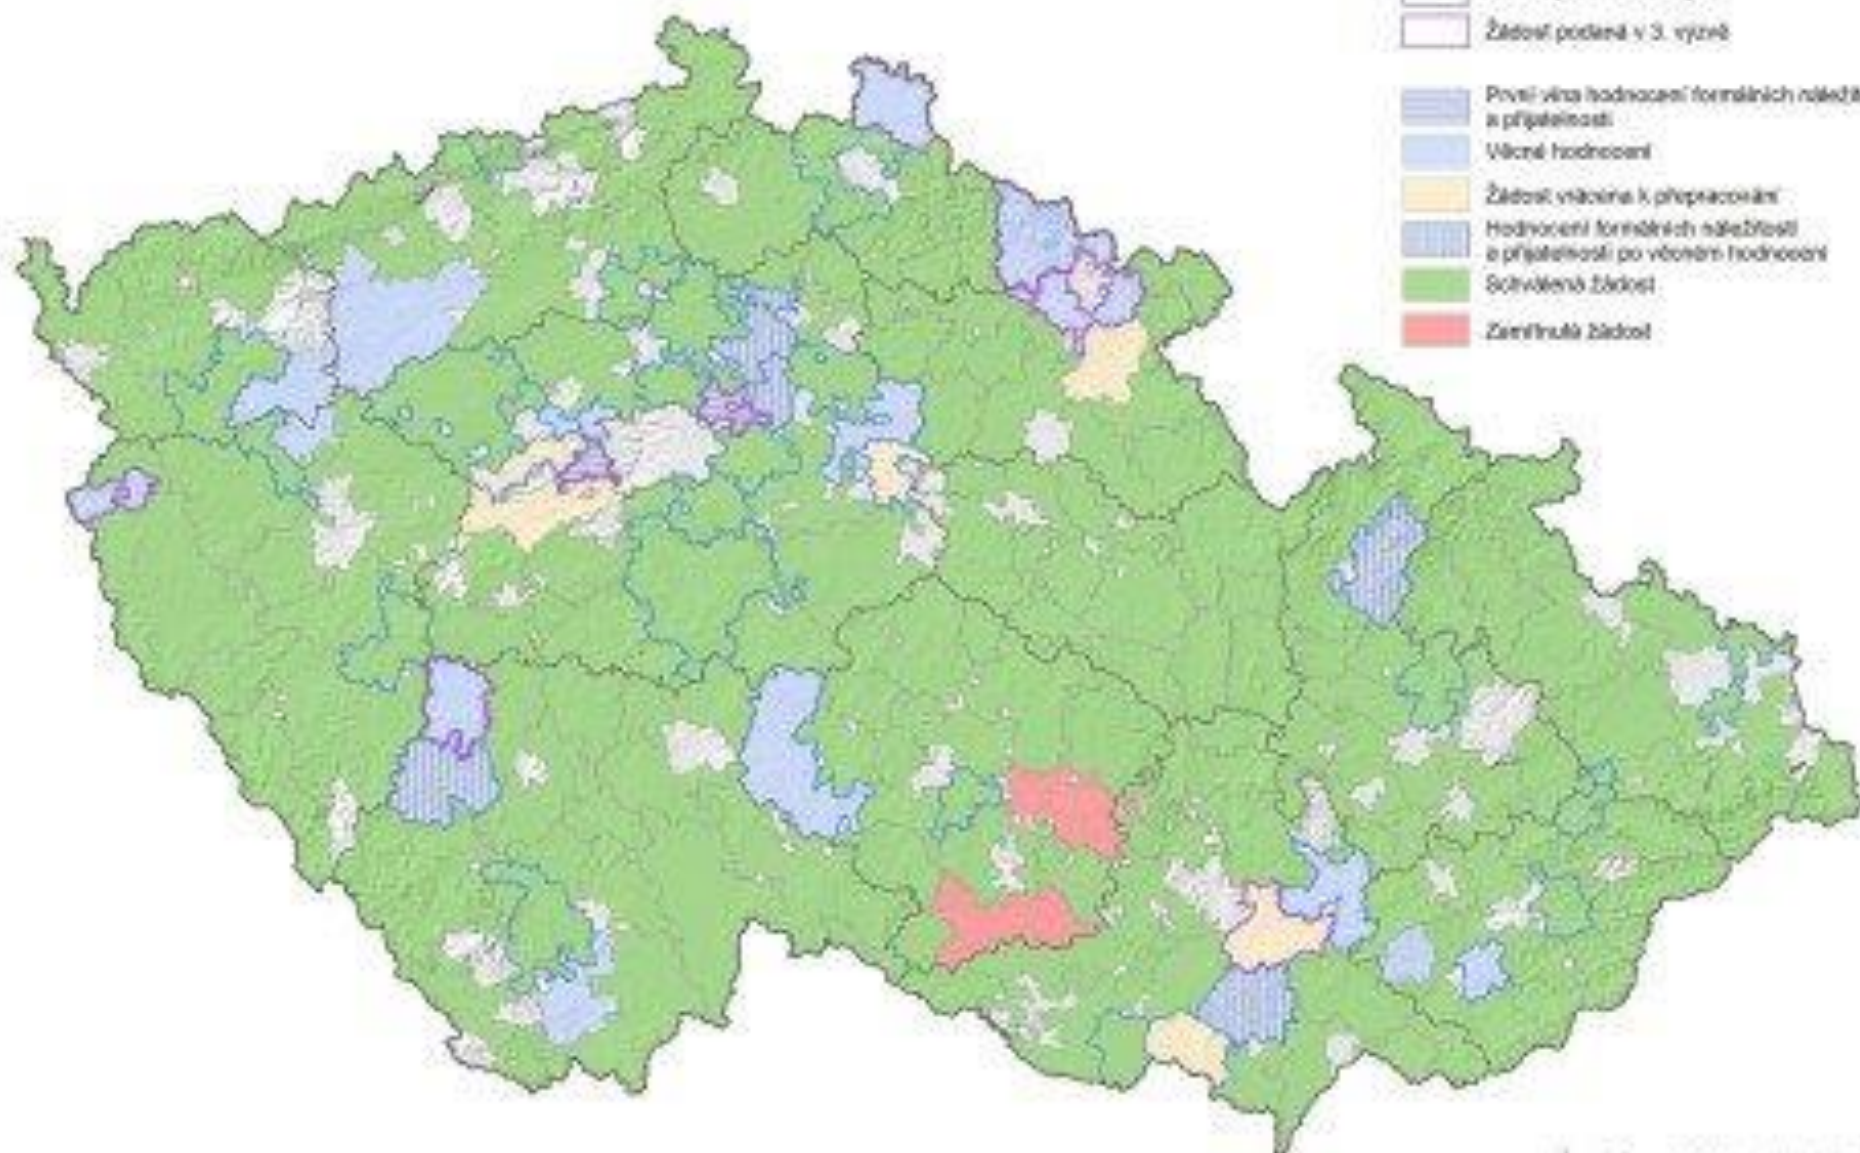 Žádost podaná v 3. výzvě
První vlna hodnocení formálních náležit
a přijatelnosti
Věcné hodnocení
Žádost vrácena k přepracování
Hodnocení formálních náležitostí
a přijatelnosti po věcném hodnocení
Schválená žádost
Zamítnutá žádost